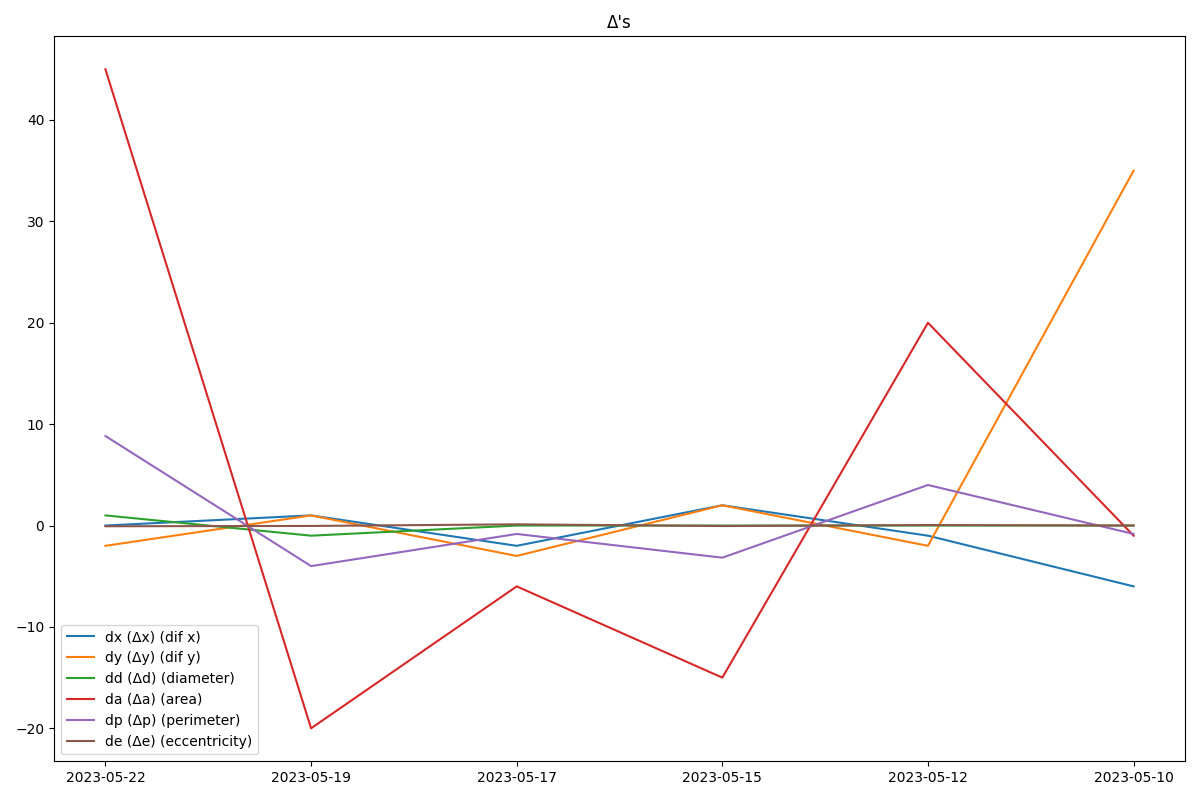 Δ's
40
30
20
10
0
−10
−20
dx (Δx) (dif x)
dy (Δy) (dif y)
dd (Δd) (diameter)
da (Δa) (area)
dp (Δp) (perimeter)
de (Δe) (eccentricity)
2023-05-22 2023-05-19 2023-05-17 2023-05-15 2023-05-12 2023-05-10